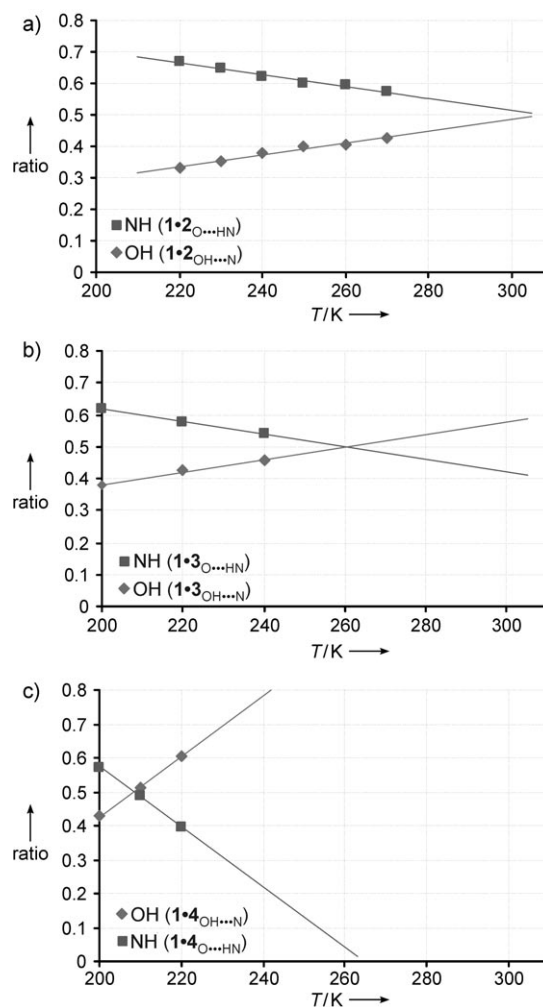 a)
0.8
0.7
0.6
0.5
0.4
0.3
0.2
0.1
0
ratio
NH (1•2O•••HN)
OH (1•2OH•••N)
200 220 240 260 280 300
T/K
b)
0.8
0.7
0.6
0.5
0.4
0.3
0.2
0.1
0
ratio
NH (1•3O•••HN)
OH (1•3OH•••N)
200 220 240 260 280 300
T/K
c)
0.8
0.7
0.6
0.5
0.4
0.3
0.2
0.1
0
ratio
OH (1•4OH•••N)
NH (1•4O•••HN)
200 220 240 260 280 300
T/K